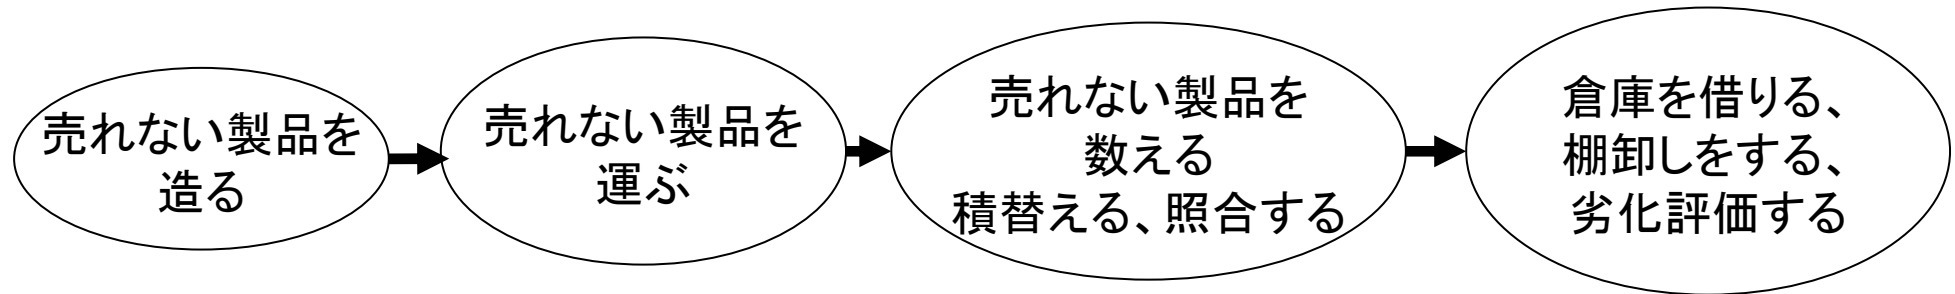 売れない製品を
造る
売れない製品を
運ぶ
売れない製品を
数える
積替える、照合する
倉庫を借りる、
棚卸しをする、
劣化評価する